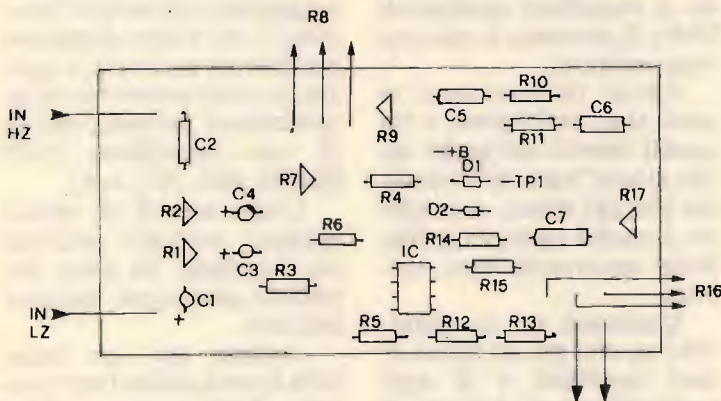 R8
IN
HZ
C2
R9
C5
R10
R11
C6
-+B
D1
-TP1
R7
R4
R2
+
C4
D2
R17
R6
R14
C7
R1
+
C3
R3
IC
R15
IN
LZ
C1
+
R16
R5
R12
R13